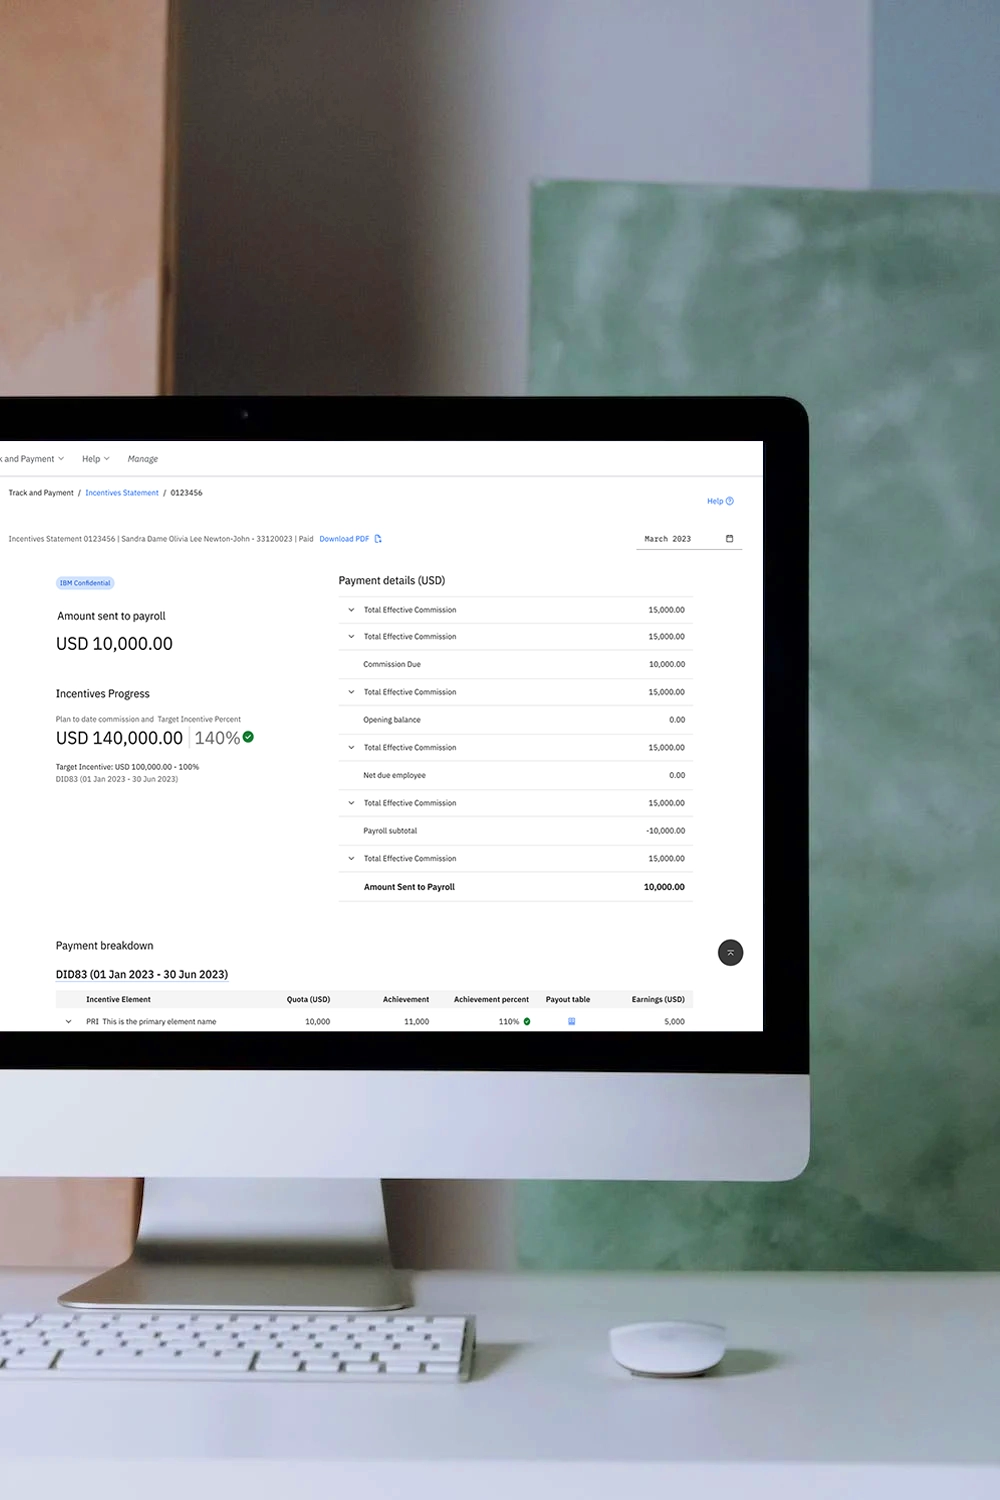 k and Payment Help Manage
Track and Payment / Incentives Statement / 0123456
Help
Incentives Statement 0123456 | Sandra Dame Olivia Lee Newton-John - 33120023 | Paid Download PDF
March 2023
IBM Confidential
Amount sent to payroll
USD 10,000.00
Incentives Progress
Plan to date commission and Target Incentive Percent
USD 140,000.00 | 140%
Target Incentive: USD 100,000.00 - 100%
DID83 (01 Jan 2023 - 30 Jun 2023)
Payment details (USD)
Total Effective Commission 15,000.00
Total Effective Commission 15,000.00
Commission Due 10,000.00
Total Effective Commission 15,000.00
Opening balance 0.00
Total Effective Commission 15,000.00
Net due employee 0.00
Total Effective Commission 15,000.00
Payroll subtotal -10,000.00
Total Effective Commission 15,000.00
Amount Sent to Payroll 10,000.00
Payment breakdown
DID83 (01 Jan 2023 - 30 Jun 2023)
Incentive Element Quota (USD) Achievement Achievement percent Payout table Earnings (USD)
PRI This is the primary element name 10,000 11,000 110% 5,000